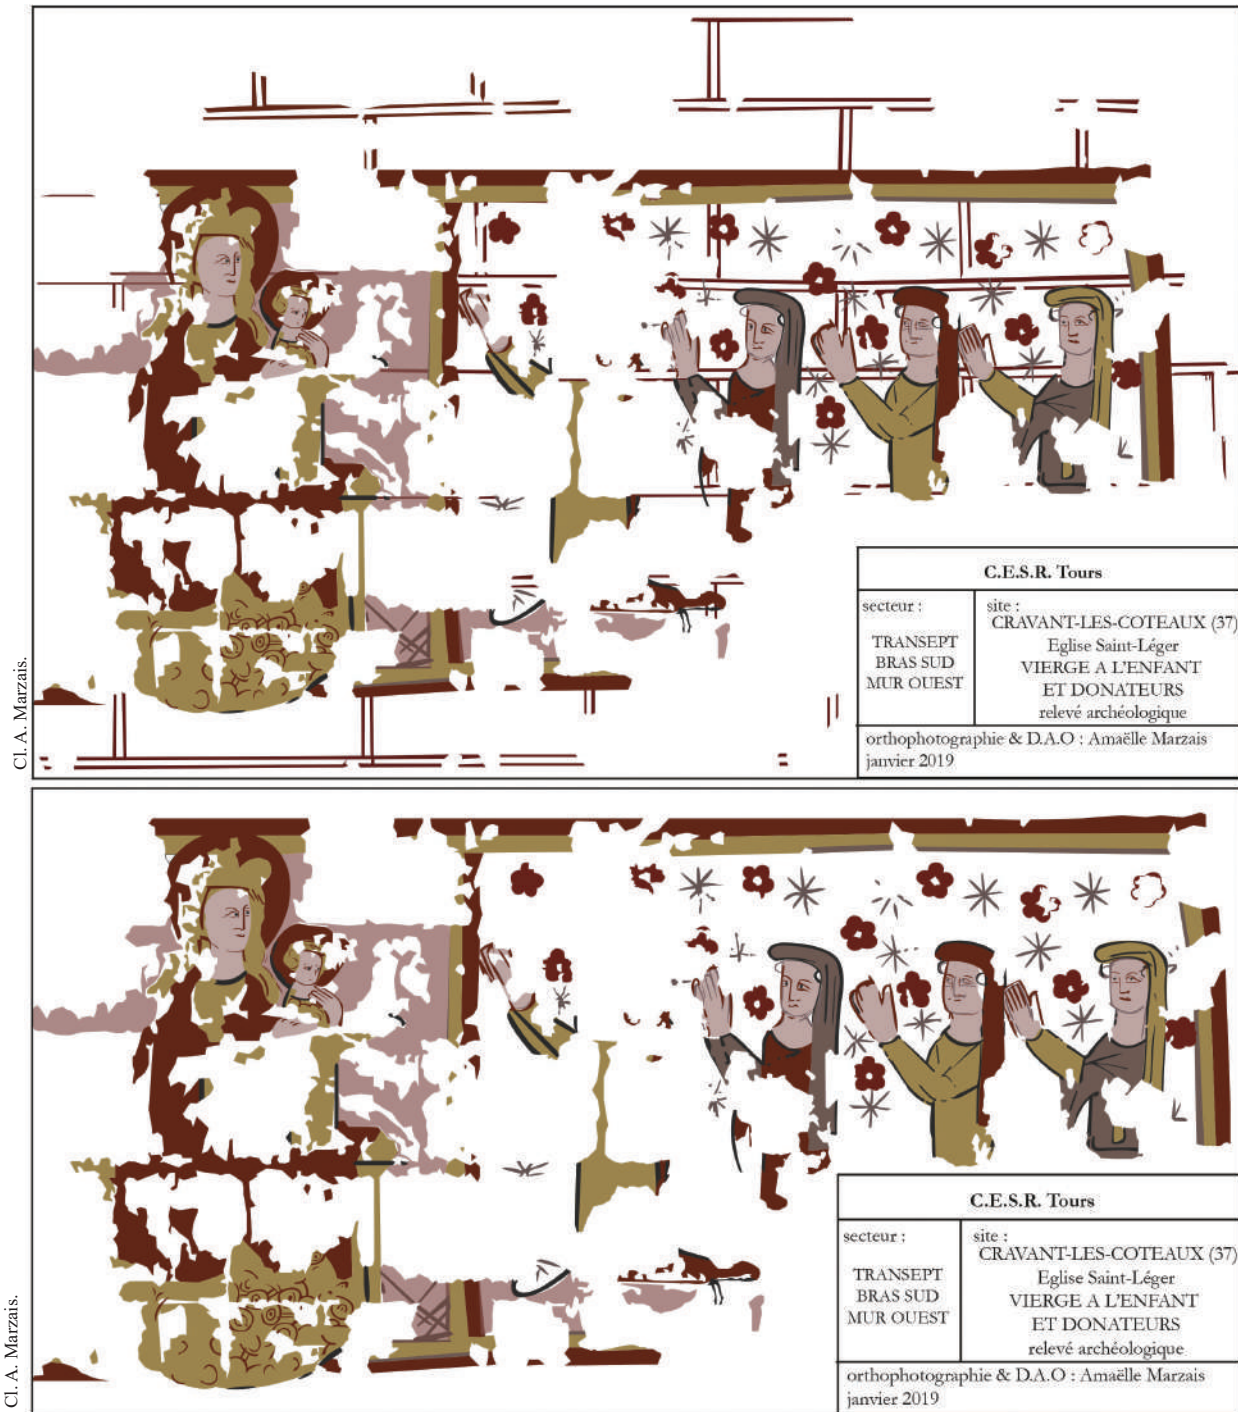 Cl. A. Marzais.
C.E.S.R. Tours
secteur :
TRANSEPT
BRAS SUD
MUR OUEST
site :
CRAVANT-LES-COTEAUX (37)
Eglise Saint-Léger
VIERGE A L'ENFANT
ET DONATEURS
relevé archéologique
orthophotographie & D.A.O : Amaëlle Marzais
janvier 2019
Cl. A. Marzais.
C.E.S.R. Tours
secteur :
TRANSEPT
BRAS SUD
MUR OUEST
site :
CRAVANT-LES-COTEAUX (37)
Eglise Saint-Léger
VIERGE A L'ENFANT
ET DONATEURS
relevé archéologique
orthophotographie & D.A.O : Amaëlle Marzais
janvier 2019